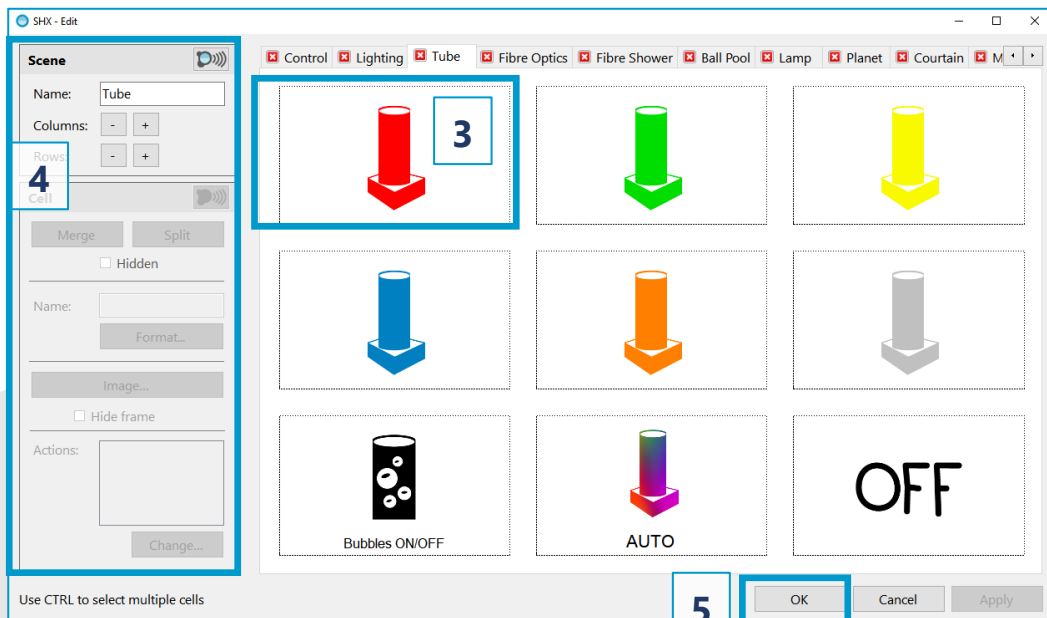 SHX - Edit
Scene
Name: Tube
Columns: - +
Rows: - +
4
Cell
Merge Split
Hidden
Name:
Format...
Image...
Hide frame
Actions:
Change...
Control Lighting Tube Fibre Optics Fibre Shower Ball Pool Lamp Planet Courtain M
3
Bubbles ON/OFF
AUTO
OFF
Use CTRL to select multiple cells
5
OK Cancel Apply